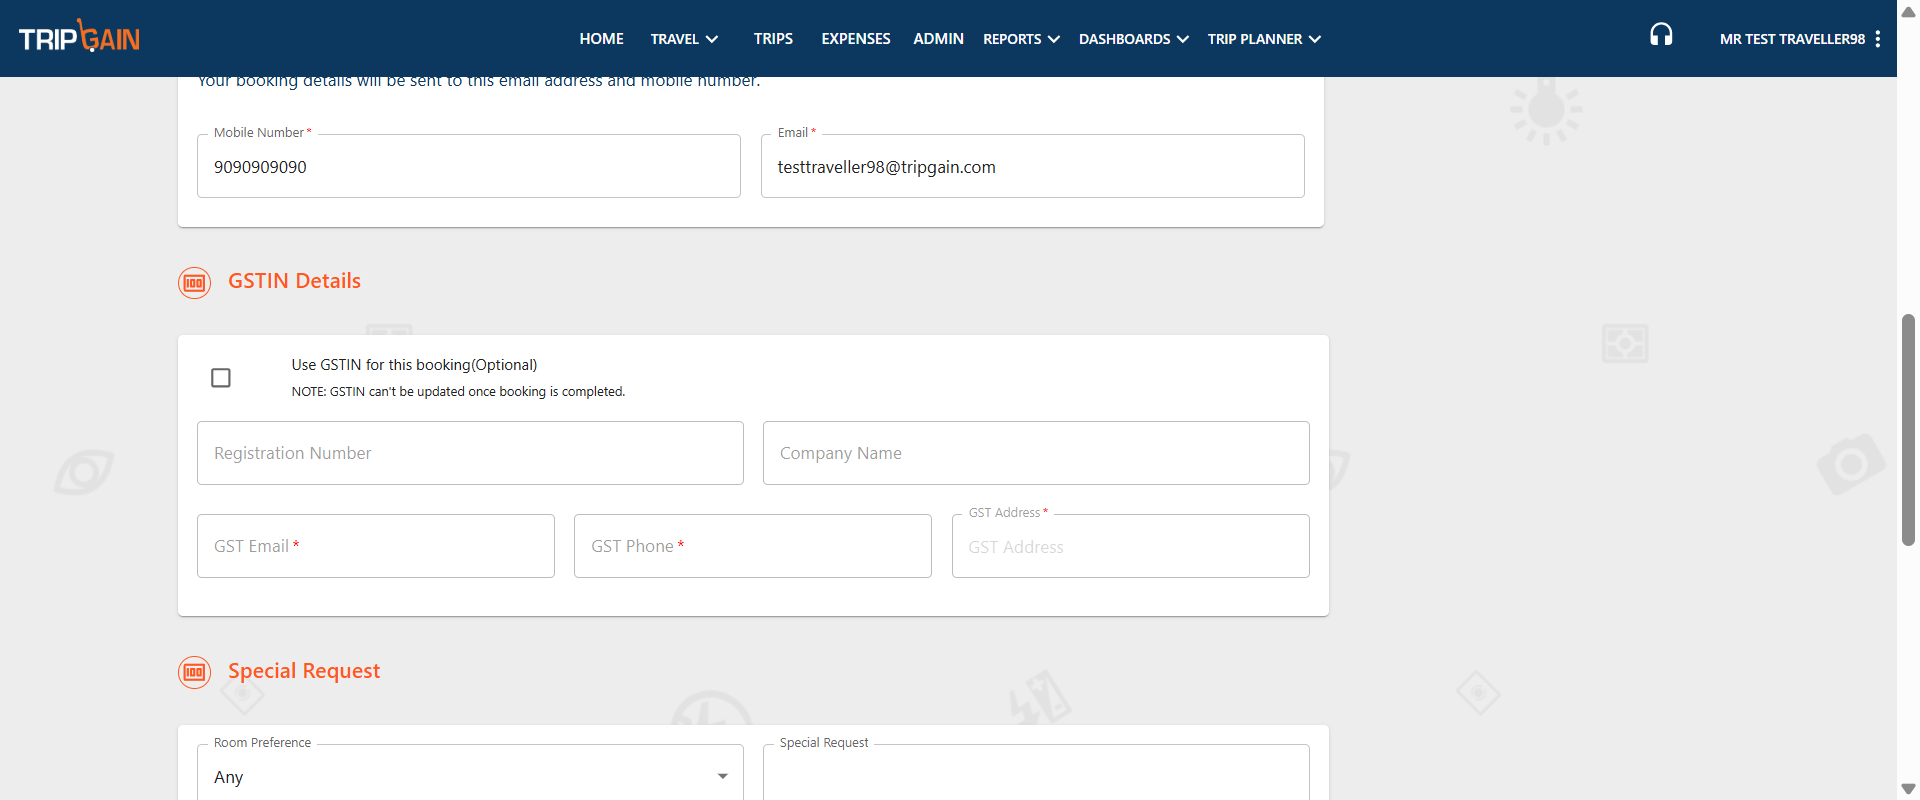 TRIPGAIN
HOME TRAVEL TRIPS EXPENSES ADMIN REPORTS DASHBOARDS TRIP PLANNER MR TEST TRAVELLER98
Your booking details will be sent to this email address and mobile number.
Mobile Number* Email*
9090909090 testtraveller98@tripgain.com
GSTIN Details
Use GSTIN for this booking(Optional)
NOTE: GSTIN can't be updated once booking is completed.
Registration Number Company Name
GST Address*
GST Email* GST Phone* GST Address
Special Request
Room Preference Special Request
Any